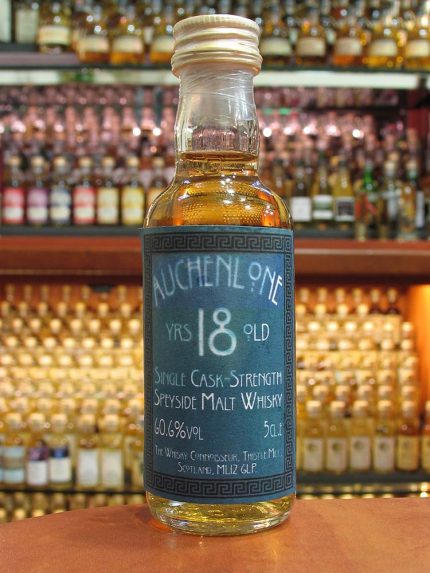 AUCHENLONE
YRS 18 OLD
SINGLE CASK-STRENGTH
SPEYSIDE MALT WHISKY
60.6%VOL 5CL.E
THE WHISKY CONNOISSEUR, THISTLE MILL,
SCOTLAND, ML12 6LP.